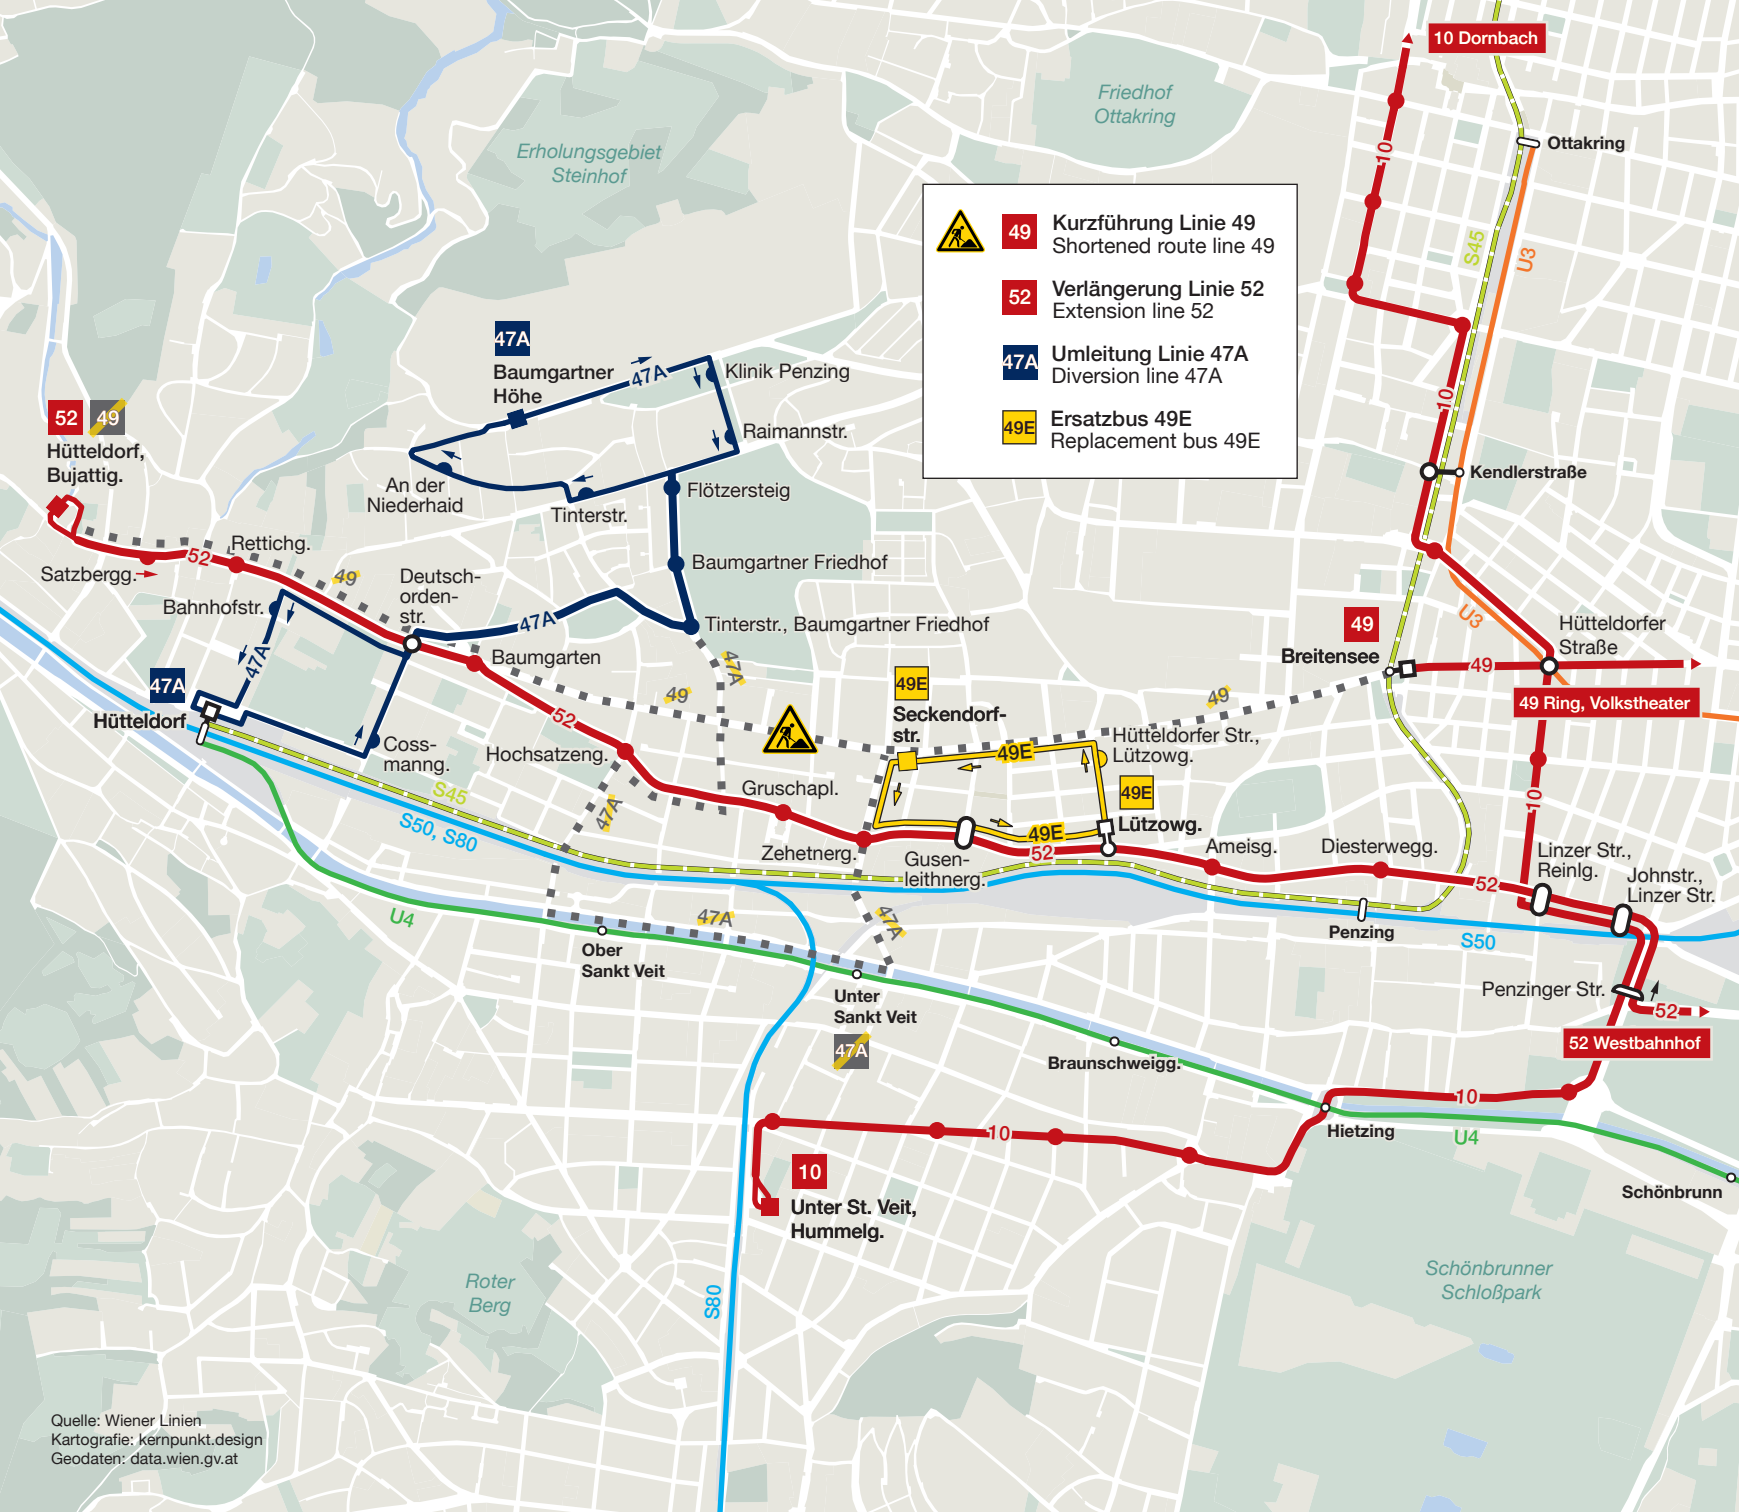 10 Dornbach
Friedhof
Ottakring
Ottakring
10
Erholungsgebiet
Steinhof
49
Kurzführung Linie 49
Shortened route line 49
52
Verlängerung Linie 52
Extension line 52
47A
Umleitung Linie 47A
Diversion line 47A
49E
Ersatzbus 49E
Replacement bus 49E
S45
U3
47A
Baumgartner
Höhe
47A
Klinik Penzing
Raimannstr.
52
49
Hütteldorf,
Bujattig.
An der
Niederhaid
Tinterstr.
Flötzersteig
10
Kendlerstraße
Rettichg.
52
Satzbergg.
49
Deutsch-
orden-
str.
Baumgartner Friedhof
Bahnhofstr.
47A
47A
Tinterstr., Baumgartner Friedhof
U3
49
Breitensee
Hütteldorfer
Straße
49
49 Ring, Volkstheater
Baumgarten
47A
47A
Hütteldorf
49
49E
Seckendorf-
str.
49
52
Hochsatzeng.
Coss-
manng.
Hütteldorfer Str.,
Lützowg.
49E
49E
Lützowg.
Gruschapl.
10
S45
S50, S80
47A
49E
52
Zehetnerg.
Gusen-
leithnerg.
Ameisg.
Diesterwegg.
52
Linzer Str.,
Reinlg.
Johnstr.,
Linzer Str.
U4
47A
47A
Penzing
S50
Ober
Sankt Veit
Unter
Sankt Veit
47A
Penzinger Str.
52
52 Westbahnhof
Braunschweigg.
10
Hietzing
U4
10
10
Unter St. Veit,
Hummelg.
Schönbrunn
Roter
Berg
S80
Schönbrunner
Schloßpark
Quelle: Wiener Linien
Kartografie: kernpunkt.design
Geodaten: data.wien.gv.at